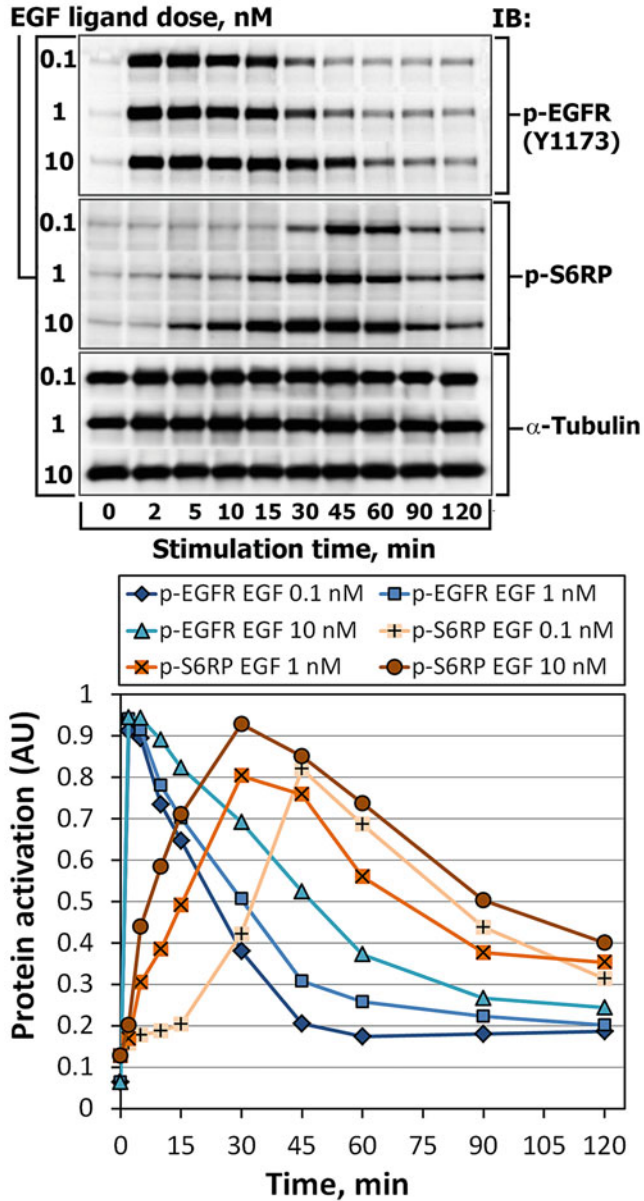 EGF ligand dose, nM IB:
0.1
1
10
p-EGFR
(Y1173)
0.1
1
10
p-S6RP
0.1
1
10
α-Tubulin
0 2 5 10 15 30 45 60 90 120
Stimulation time, min
p-EGFR EGF 0.1 nM p-EGFR EGF 1 nM
p-EGFR EGF 10 nM p-S6RP EGF 0.1 nM
p-S6RP EGF 1 nM p-S6RP EGF 10 nM
Protein activation (AU)
1
0.9
0.8
0.7
0.6
0.5
0.4
0.3
0.2
0.1
0
0 15 30 45 60 75 90 105 120
Time, min